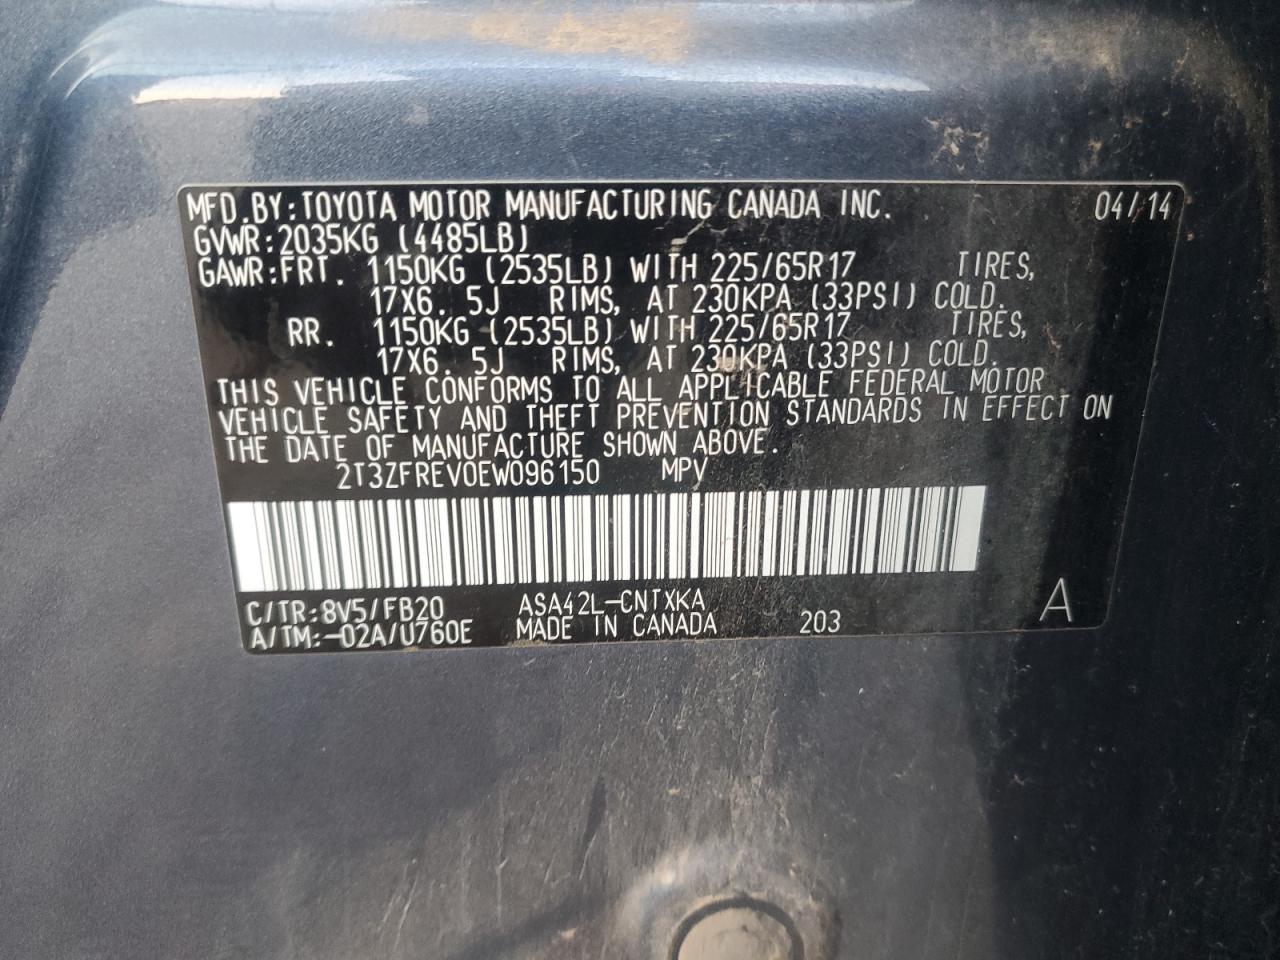 MFD.BY:TOYOTA MOTOR MANUFACTURING CANADA INC. 04/14
GVWR:2035KG (4485LB)
GAWR:FRT. 1150KG (2535LB) WITH 225/65R17 TIRES,
17X6. 5J RIMS, AT 230KPA (33PSI) COLD.
RR. 1150KG (2535LB) WITH 225/65R17 TIRES,
17X6. 5J RIMS, AT 230KPA (33PSI) COLD.
THIS VEHICLE CONFORMS TO ALL APPLICABLE FEDERAL MOTOR
VEHICLE SAFETY AND THEFT PREVENTION STANDARDS IN EFFECT ON
THE DATE OF MANUFACTURE SHOWN ABOVE.
2T3ZFREV0EW096150 MPV
C/TR:8V5/FB20 ASA42L-CNTXKA A
A/TM:-02A/U760E MADE IN CANADA 203